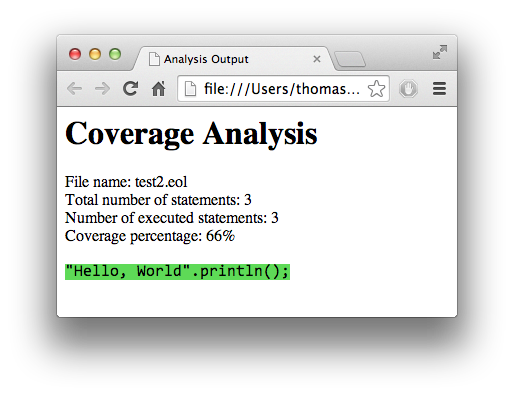 Analysis Output
file:///Users/thomas...
Coverage Analysis
File name: test2.eol
Total number of statements: 3
Number of executed statements: 3
Coverage percentage: 66%
"Hello, World".println();